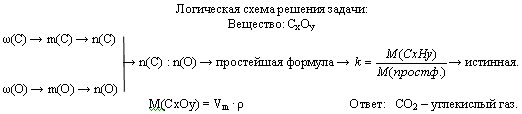 Логическая схема решения задачи:
Вещество: CxOy
ω(C) → m(C) → n(C)
→ n(C) : n(O) → простейшая формула → k = M(CxHy) / M(простф.) → истинная.
ω(O) → m(O) → n(O)
M(CxOy) = Vm · ρ Ответ: CO2 – углекислый газ.